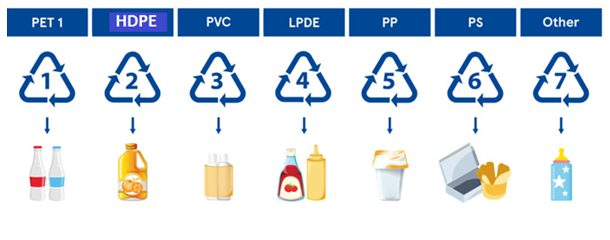 PET 1 HDPE PVC LPDE PP PS Other
1 2 3 4 5 6 7